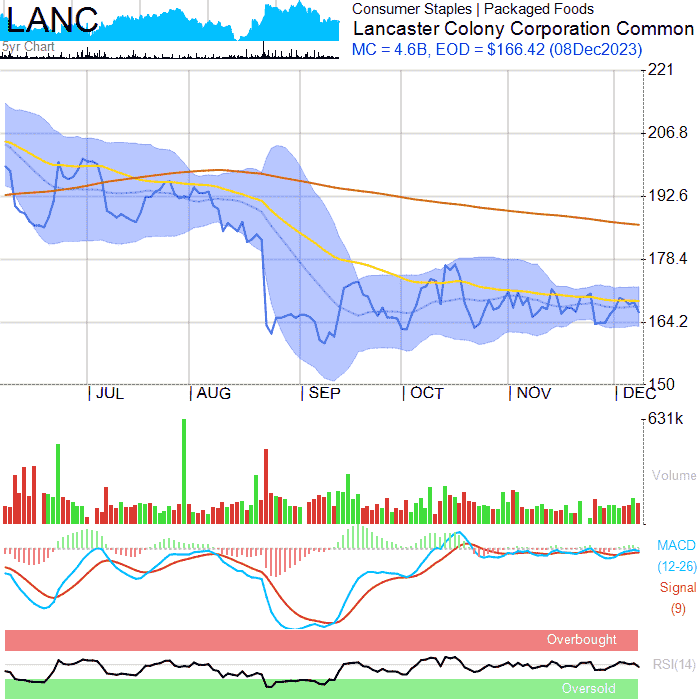 LANC
5yr Chart
Consumer Staples | Packaged Foods
Lancaster Colony Corporation Common
MC = 4.6B, EOD = $166.42 (08Dec2023)
221
206.8
192.6
178.4
164.2
150
JUL AUG SEP OCT NOV DEC
631k
Volume
MACD
(12-26)
Signal
(9)
Overbought
RSI(14)
Oversold